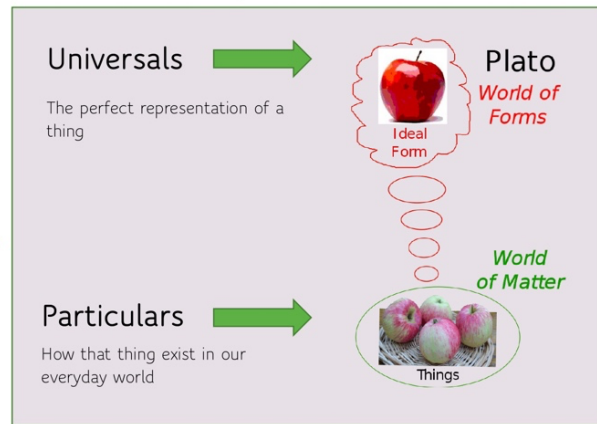 Universals
The perfect representation of a
thing
Plato
World of
Forms
Ideal
Form
World
of Matter
Particulars
How that thing exist in our
everyday world
Things